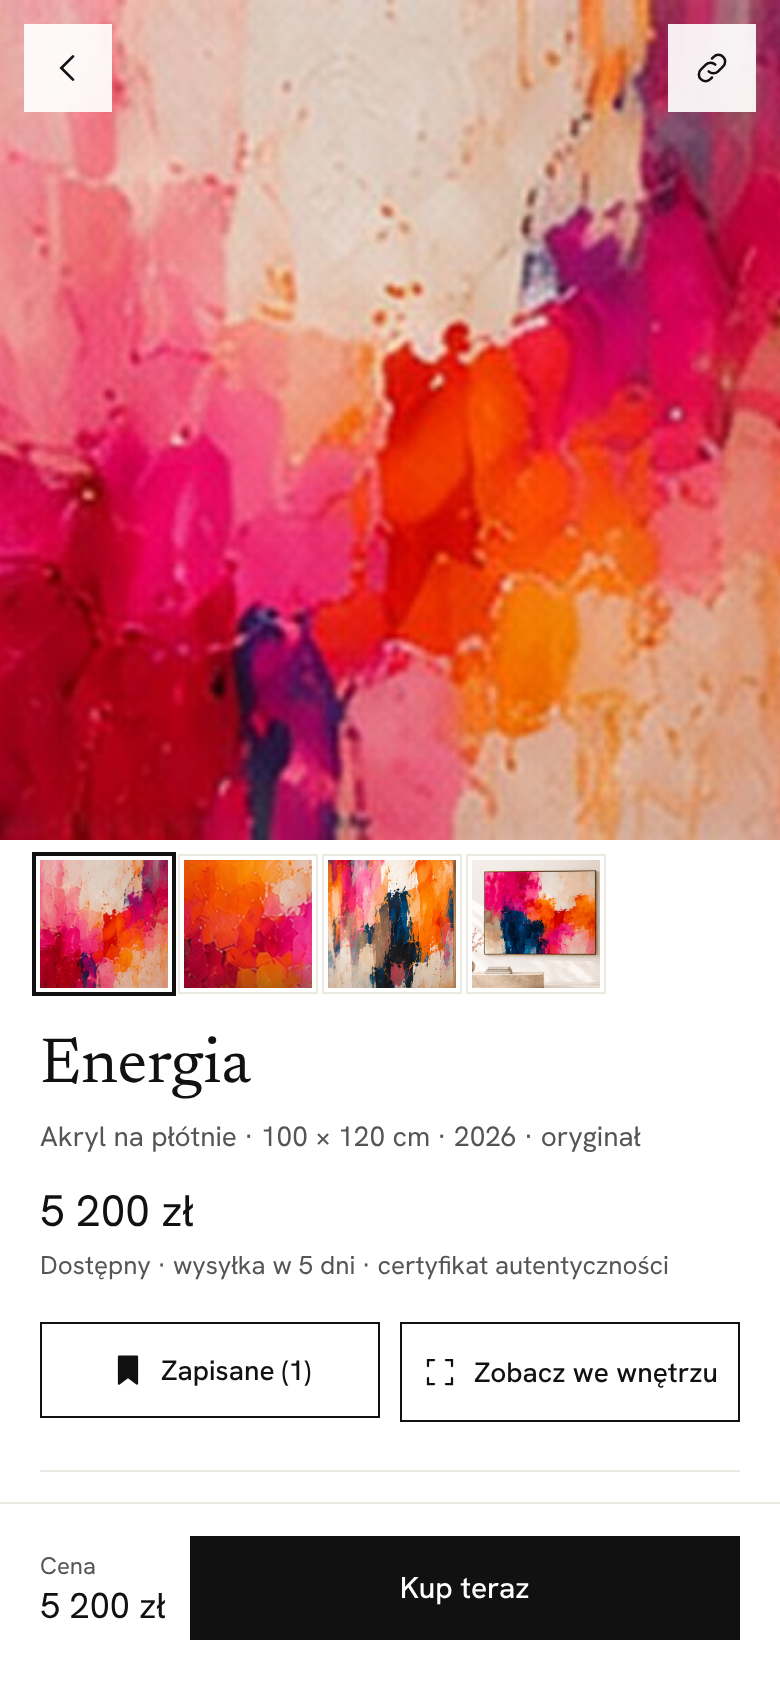 Energia
Akryl na płótnie · 100 × 120 cm · 2026 · oryginał
5 200 zł
Dostępny · wysyłka w 5 dni · certyfikat autentyczności
Zapisane (1)
Zobacz we wnętrzu
Cena
5 200 zł
Kup teraz